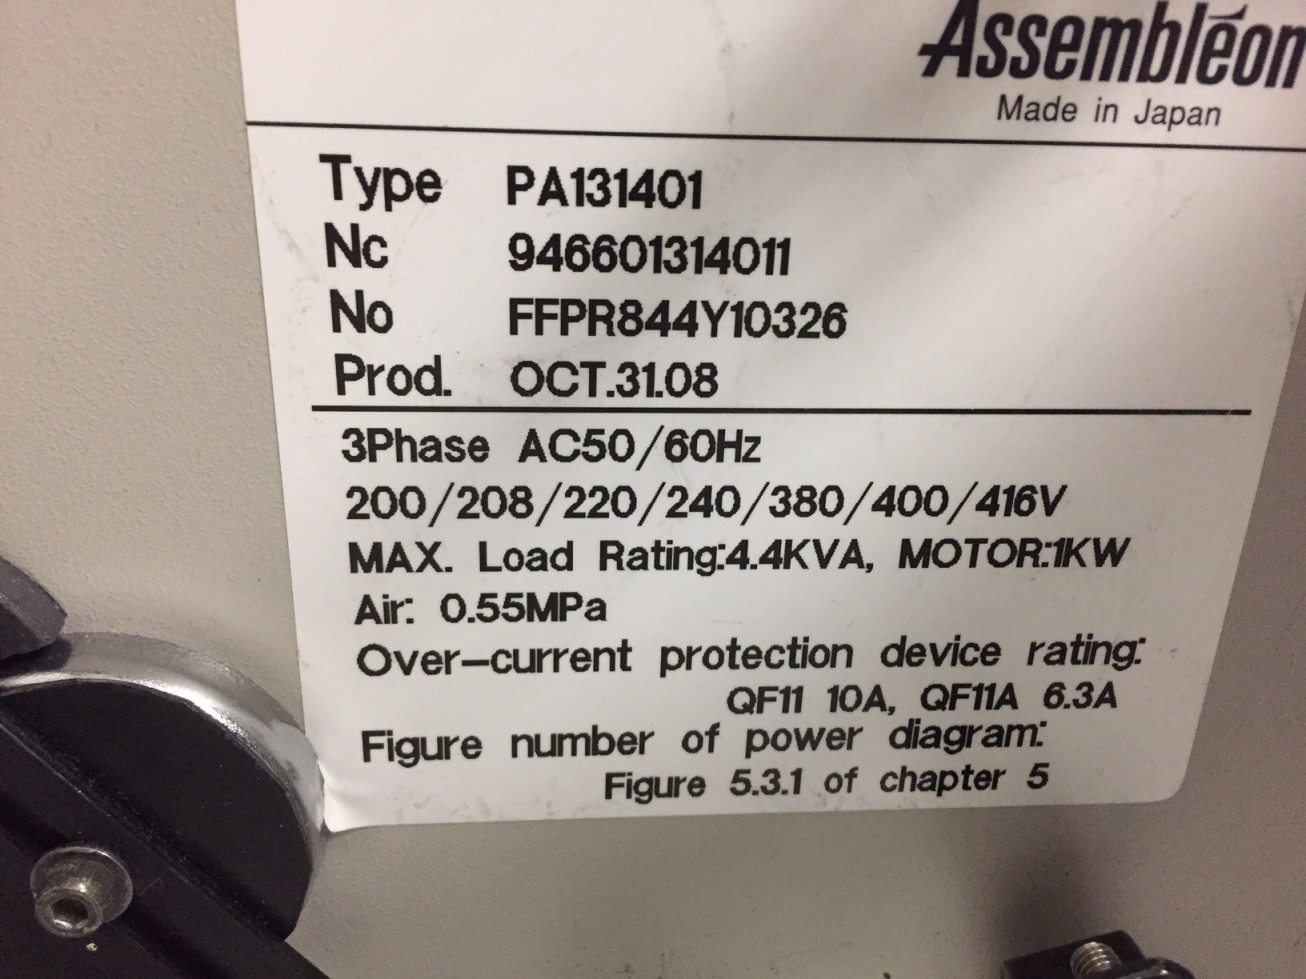 Assembléon
Made in Japan
Type PA131401
Nc 946601314011
No FFPR844Y10326
Prod. OCT.31.08
3Phase AC50/60Hz
200/208/220/240/380/400/416V
MAX. Load Rating:4.4KVA, MOTOR:1KW
Air: 0.55MPa
Over-current protection device rating:
QF11 10A, QF11A 6.3A
Figure number of power diagram:
Figure 5.3.1 of chapter 5